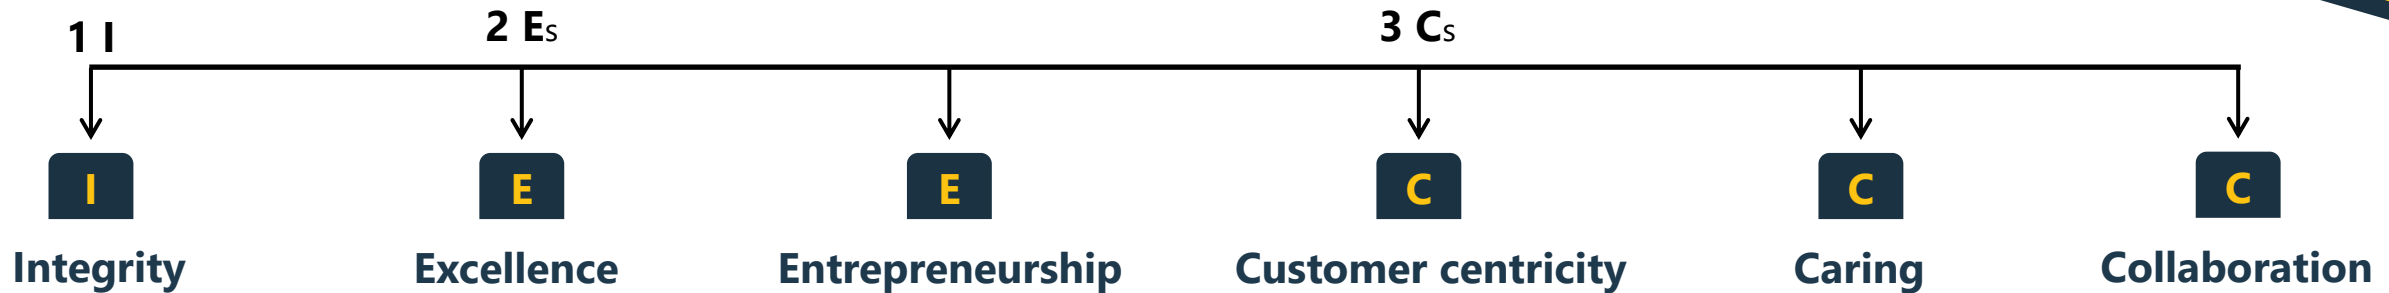 1 I 2 Es 3 Cs
I E E C C C
Integrity Excellence Entrepreneurship Customer centricity Caring Collaboration